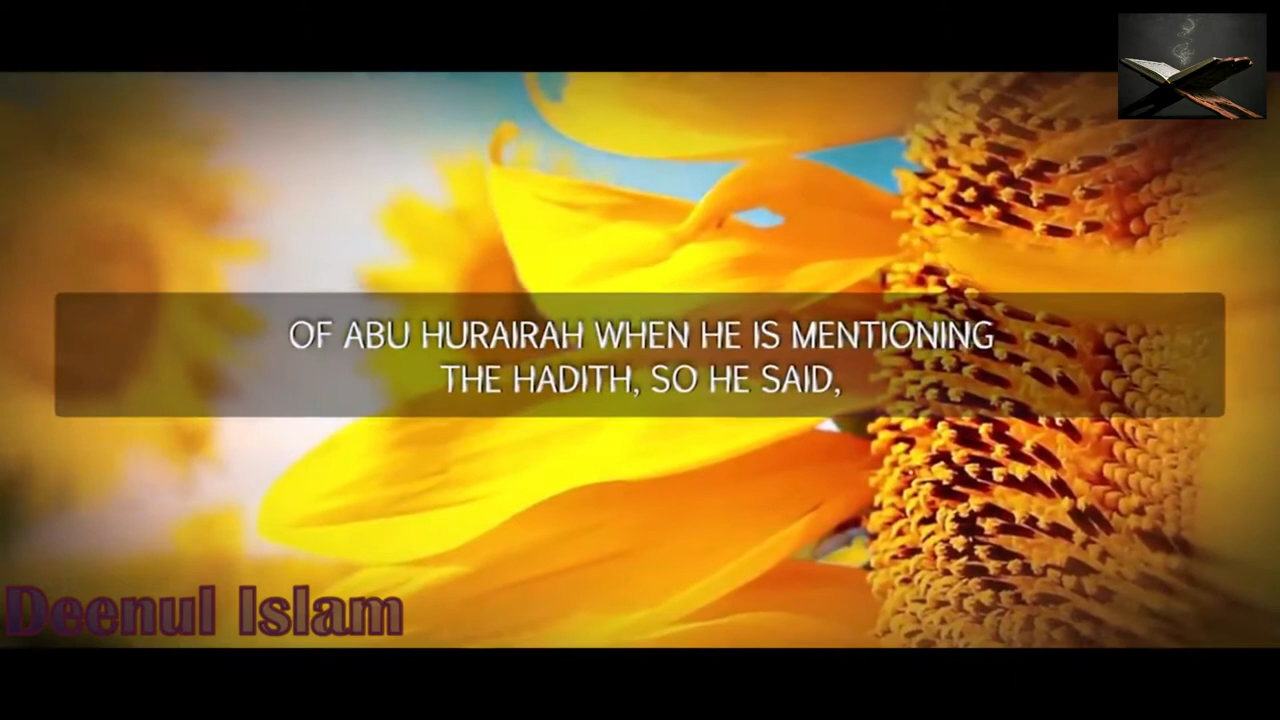 OF ABU HURAIRAH WHEN HE IS MENTIONING
THE HADITH, SO HE SAID,
Deenul Islam